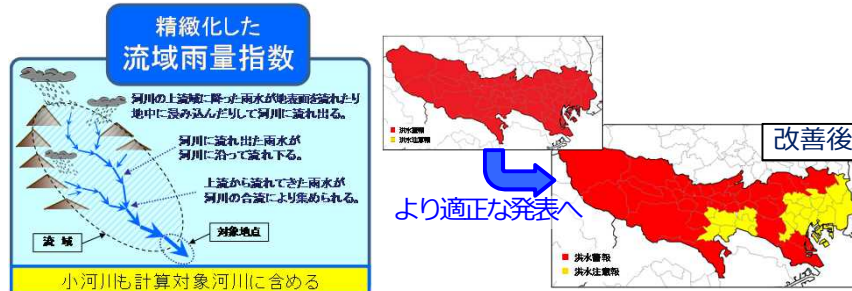 精緻化した
流域雨量指数
河川の上流域に降った雨水が地表面を流れたり
地中に浸み込んだりして河川に流れ出る。
河川に流れ出た雨水が
河川に沿って流れ下る。
上流から流れてきた雨水が
河川の合流により集められる。
流 域
対象地点
小河川も計算対象河川に含める
洪水警報
洪水注意報
より適正な発表へ
改善後
洪水警報
洪水注意報